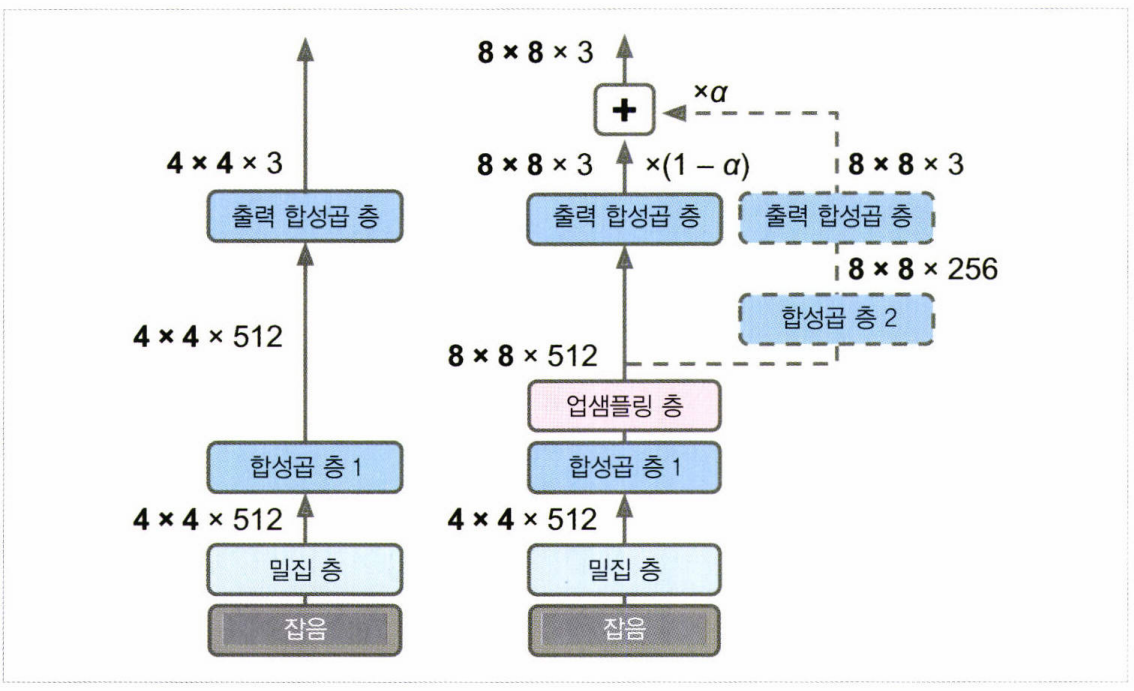 4 × 4 × 3
출력 합성곱 층
4 × 4 × 512
합성곱 층 1
4 × 4 × 512
밀집 층
잡음
8 × 8 × 3
+
×α
8 × 8 × 3
×(1 – α)
8 × 8 × 3
출력 합성곱 층
출력 합성곱 층
8 × 8 × 256
합성곱 층 2
8 × 8 × 512
업샘플링 층
합성곱 층 1
4 × 4 × 512
밀집 층
잡음